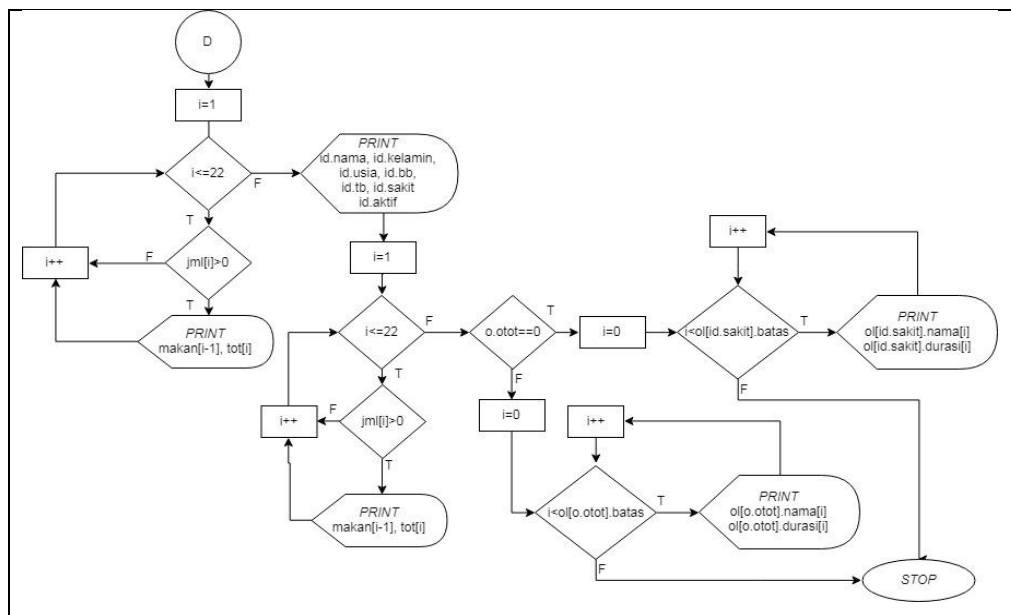 D
i=1
i<=22
F
T
jml[i]>0
F
T
i++
PRINT
makan[i-1], tot[i]
PRINT
id.nama, id.kelamin,
id.usia, id.bb,
id.tb, id.sakit
id.aktif
i=1
i<=22
F
T
jml[i]>0
F
T
i++
PRINT
makan[i-1], tot[i]
o.otot==0
T
F
i=0
i<ol[id.sakit].batas
T
F
i++
PRINT
ol[id.sakit].nama[i]
ol[id.sakit].durasi[i]
i=0
i<ol[o.otot].batas
T
F
i++
PRINT
ol[o.otot].nama[i]
ol[o.otot].durasi[i]
STOP